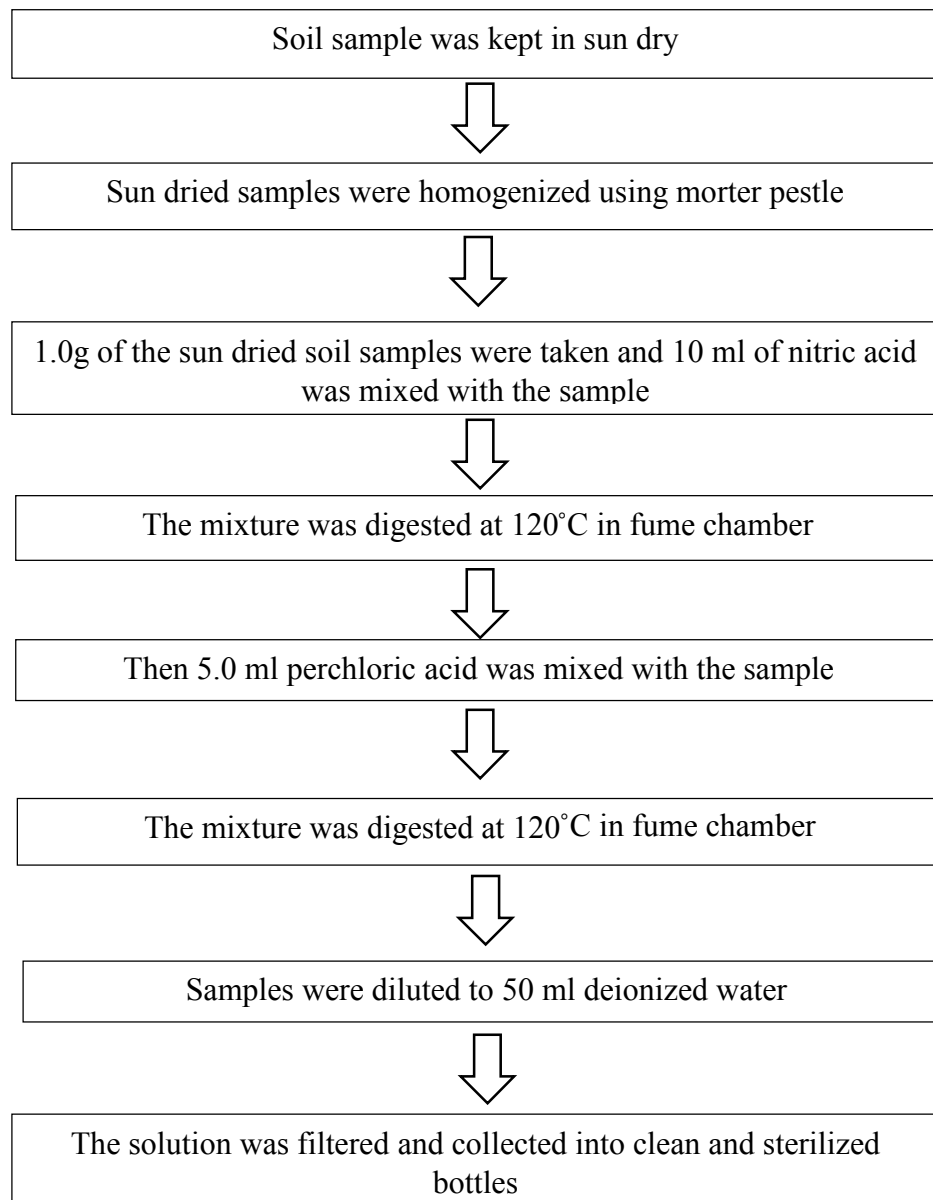 Soil sample was kept in sun dry
Sun dried samples were homogenized using morter pestle
1.0g of the sun dried soil samples were taken and 10 ml of nitric acid
was mixed with the sample
The mixture was digested at 120˚C in fume chamber
Then 5.0 ml perchloric acid was mixed with the sample
The mixture was digested at 120˚C in fume chamber
Samples were diluted to 50 ml deionized water
The solution was filtered and collected into clean and sterilized
bottles